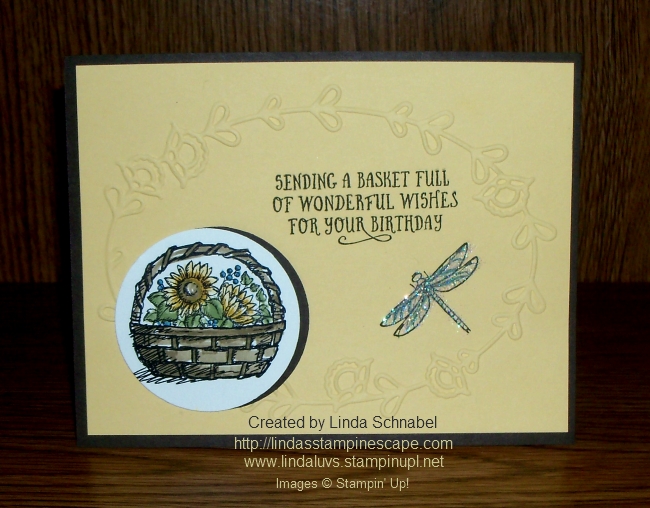 SENDING A BASKET FULL
OF WONDERFUL WISHES
FOR YOUR BIRTHDAY
Created by Linda Schnabel
http://lindasstampinescape.com/
www.lindaluvs.stampinupl.net
Images © Stampin' Up!